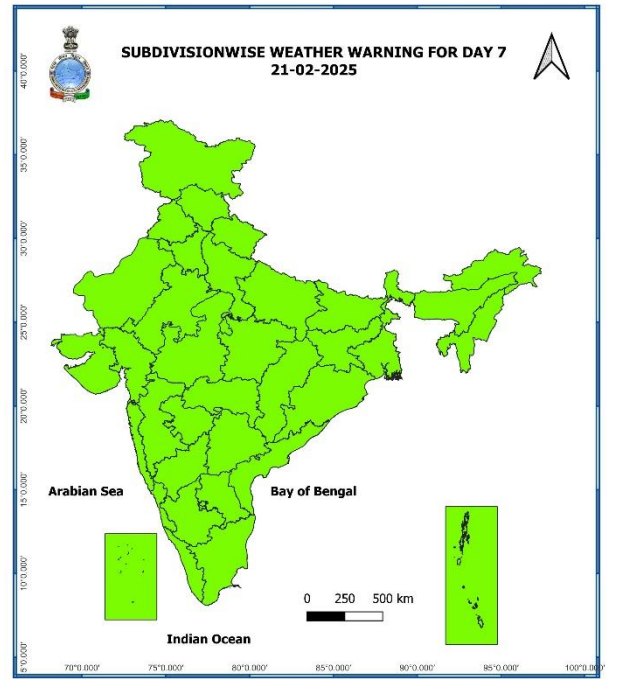 SUBDIVISIONWISE WEATHER WARNING FOR DAY 7
21-02-2025
40°0.000'
35°0.000'
30°0.000'
25°0.000'
20°0.000'
15°0.000'
10°0.000'
5°0.000'
Arabian Sea
Bay of Bengal
0 250 500 km
Indian Ocean
70°0.000' 75°0.000' 80°0.000' 85°0.000' 90°0.000' 95°0.000' 100°0.000'